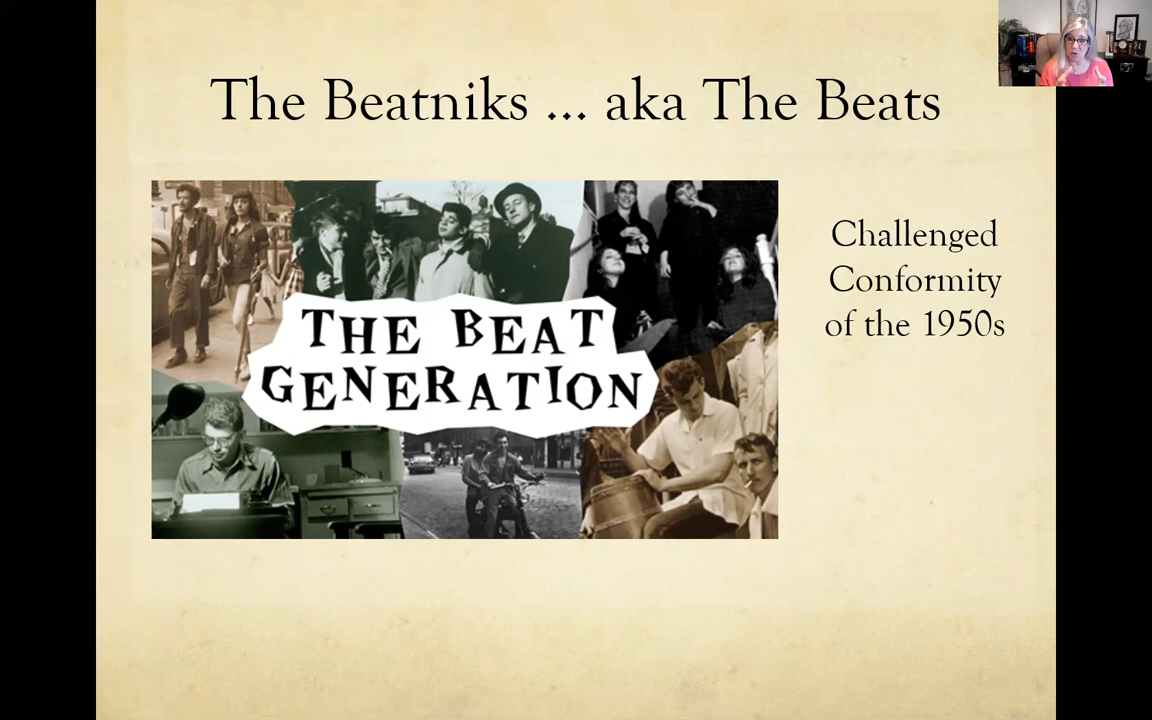 The Beatniks ... aka The Beats
THE BEAT
GENERATION
Challenged
Conformity
of the 1950s